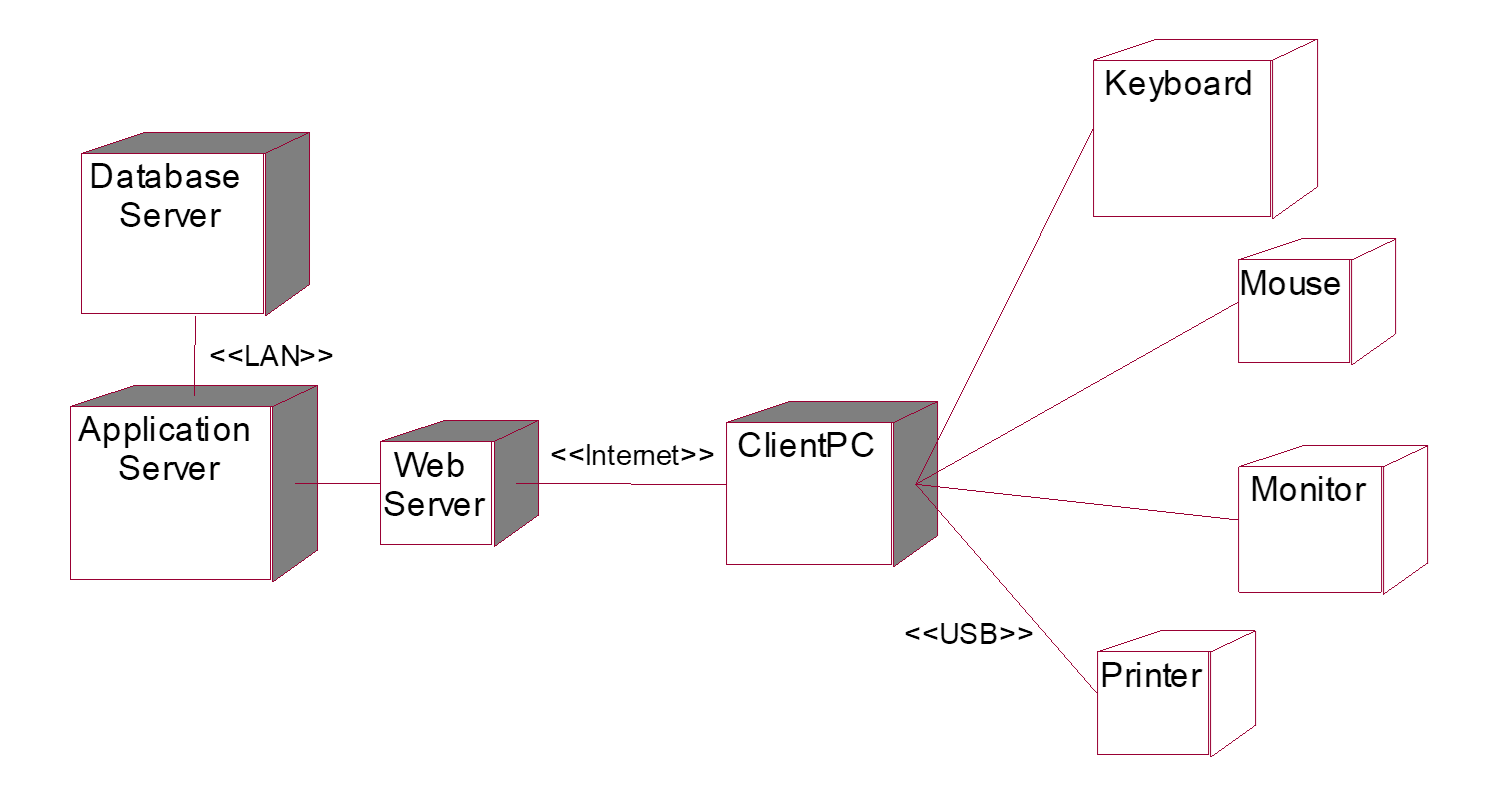 Keyboard
Database
Server
Mouse
<<LAN>>
Application
Server
Web
Server
<<Internet>>
ClientPC
Monitor
<<USB>>
Printer